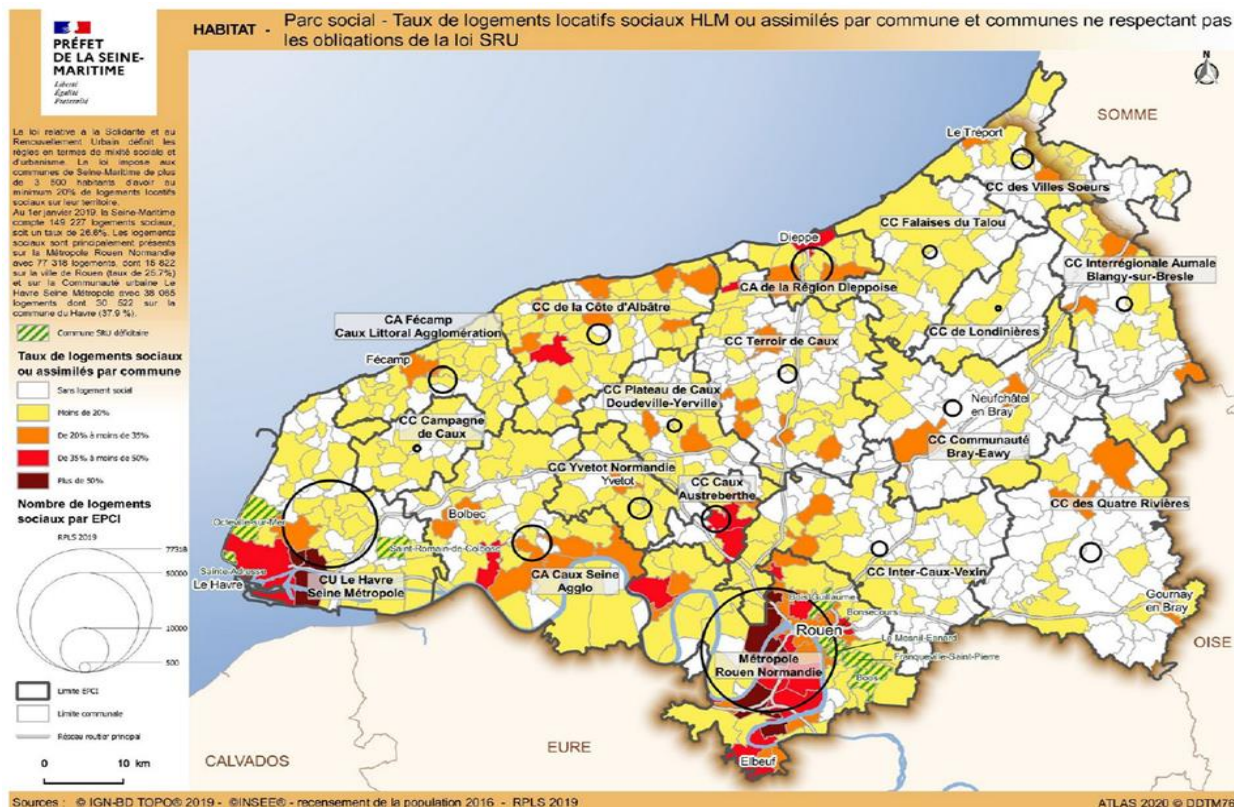 PRÉFET
DE LA SEINE-
MARITIME
Liberté
Égalité
Fraternité
HABITAT -
Parc social - Taux de logements locatifs sociaux HLM ou assimilés par commune et communes ne respectant pas
les obligations de la loi SRU
La loi relative à la Solidarité et au
Renouvellement Urbain définit les
règles en termes de mixité sociale et
d'urbanisme. La loi impose aux
communes de Seine-Maritime de plus
de 3 500 habitants d'avoir au
minimum 20% de logements locatifs
sociaux sur leur territoire.
Au 1er janvier 2019, la Seine-Maritime
compte 149 227 logements sociaux,
soit un taux de 26.6%. Les logements
sociaux sont principalement présents
sur la Métropole Rouen Normandie
avec 77 318 logements, dont 
sur la ville de Rouen (taux de 25.7%)
et sur la Communauté urbaine Le
Havre Seine Métropole avec
logements dont 30 522 sur la
commune du Havre (37.9 %).
Commune SRU déficitaire
Taux de logements sociaux
ou assimilés par commune
Sans logement social
Moins de 20%
De 20% à moins de 35%
De 35% à moins de 50%
Plus de 50%
Nombre de logements
sociaux par EPCI
RPLS 2019
77318
50000
10000
500
Limite EPCI
Limite communale
Réseau routier principal
0 10 km
N
SOMME
Le Tréport
CC des Villes Soeurs
CC Falaises du Talou
Dieppe
CC Interrégionale Aumale
Blangy-sur-Bresle
CA de la Région Dieppoise
CC de la Côte d'Albâtre
CA Fécamp
Caux Littoral Agglomération
CC de Londinières
CC Terroir de Caux
Fécamp
CC Plateau de Caux
Doudeville-Yerville
Neufchâtel
en Bray
CC Campagne
de Caux
CC Communauté
Bray-Eawy
CC Yvetot Normandie
Yvetot
CC Caux
Austreberthe
CC des Quatre Rivières
Bolbec
Octeville-sur-Mer
Saint-Romain-de-Colbosc
Sainte-Adresse
Le Havre
CU Le Havre
Seine Métropole
CA Caux Seine
Agglo
CC Inter-Caux-Vexin
Bois-Guillaume
Bonsecours
Gournay
en Bray
Rouen
Le Mesnil-Esnard
Franqueville-Saint-Pierre
OISE
Métropole
Rouen Normandie
Boos
EURE
CALVADOS
Elbeuf
Sources : © IGN-BD TOPO® 2019 - ©INSEE® - recensement de la population 2016 - RPLS 2019
ATLAS 2020 © DDTM76